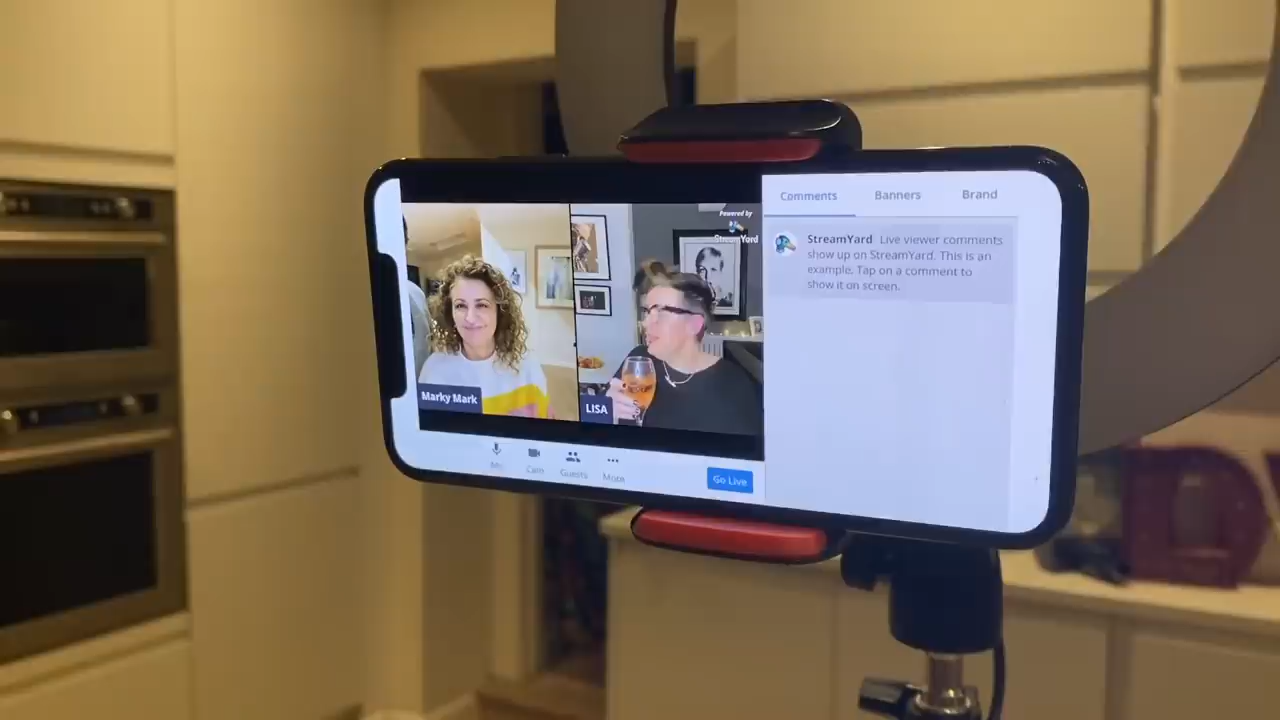 Comments Banners Brand
Powered by
StreamYard
StreamYard Live viewer comments
show up on StreamYard. This is an
example. Tap on a comment to
show it on screen.
Marky Mark
LISA
Cam Guests More
Go Live